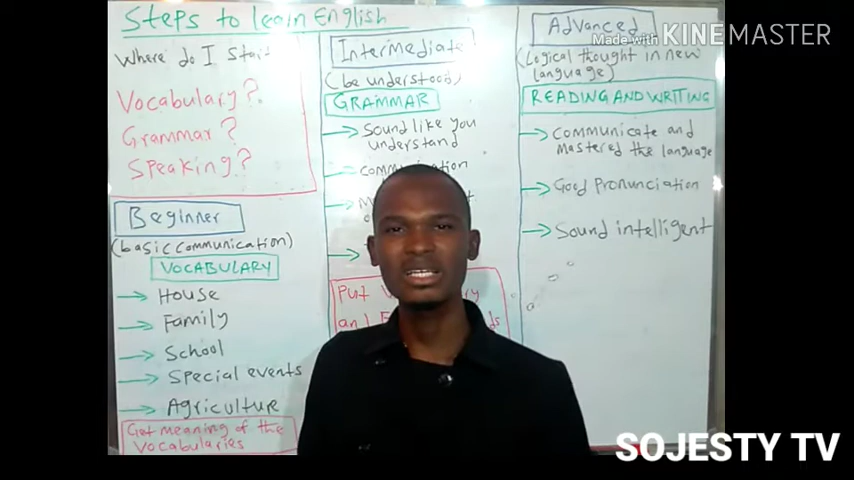 Steps to learn English
Where do I start
Vocabulary?
Grammar?
Speaking?
Beginner
(basic communication)
VOCABULARY
House
Family
School
Special events
Agriculture
Get meaning of the
vocabularies
Intermediate
(be understood)
GRAMMAR
Sound like you
understand
Put
Advanced
(Logical thought in new
language)
READING AND WRITING
Communicate and
Mastered the language
Good Pronunciation
Sound intelligent
Made with KINEMASTER
SOJESTY TV